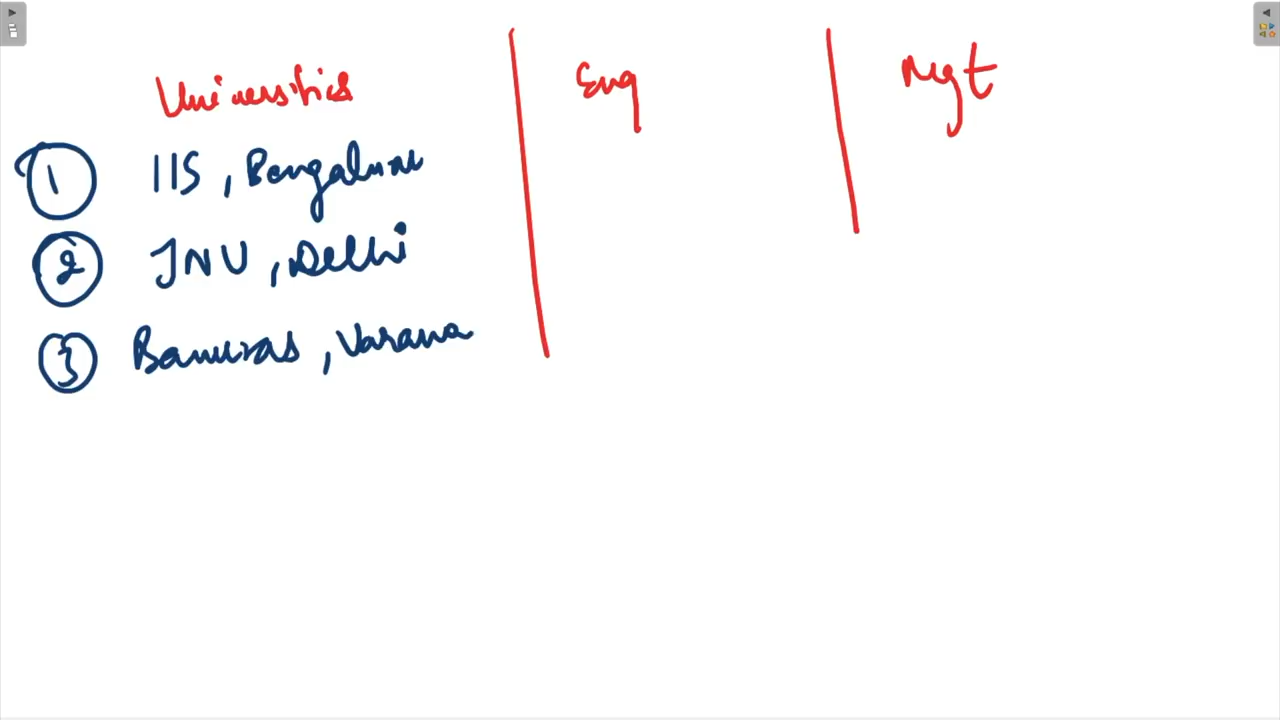 Universities
Eng
Mgt
1 IIS, Bengaluru
2 JNU, Delhi
3 Banaras, Varana